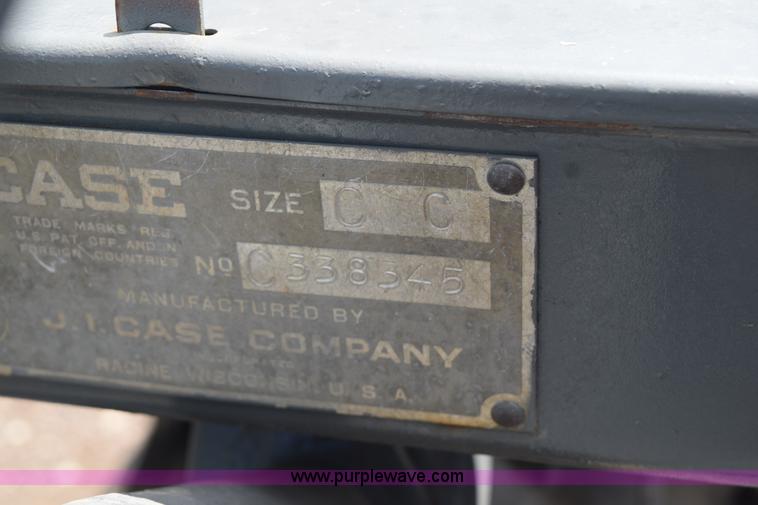 CASE
SIZE C C
TRADE MARKS REG.
U.S. PAT. OFF. AND IN
FOREIGN COUNTRIES
No C338345
MANUFACTURED BY
J. I. CASE COMPANY
RACINE, WISCONSIN, U. S. A.
www.purplewave.com